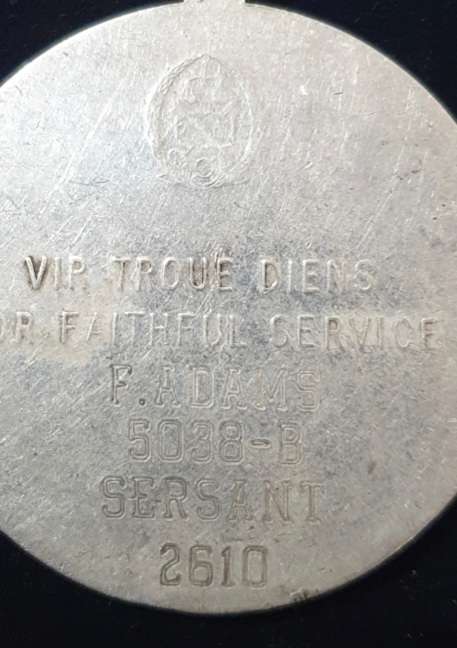 VIR TROUE DIENS
OR FAITHFUL SERVICE
F. ADAMS
5038-B
SERSANT
2610